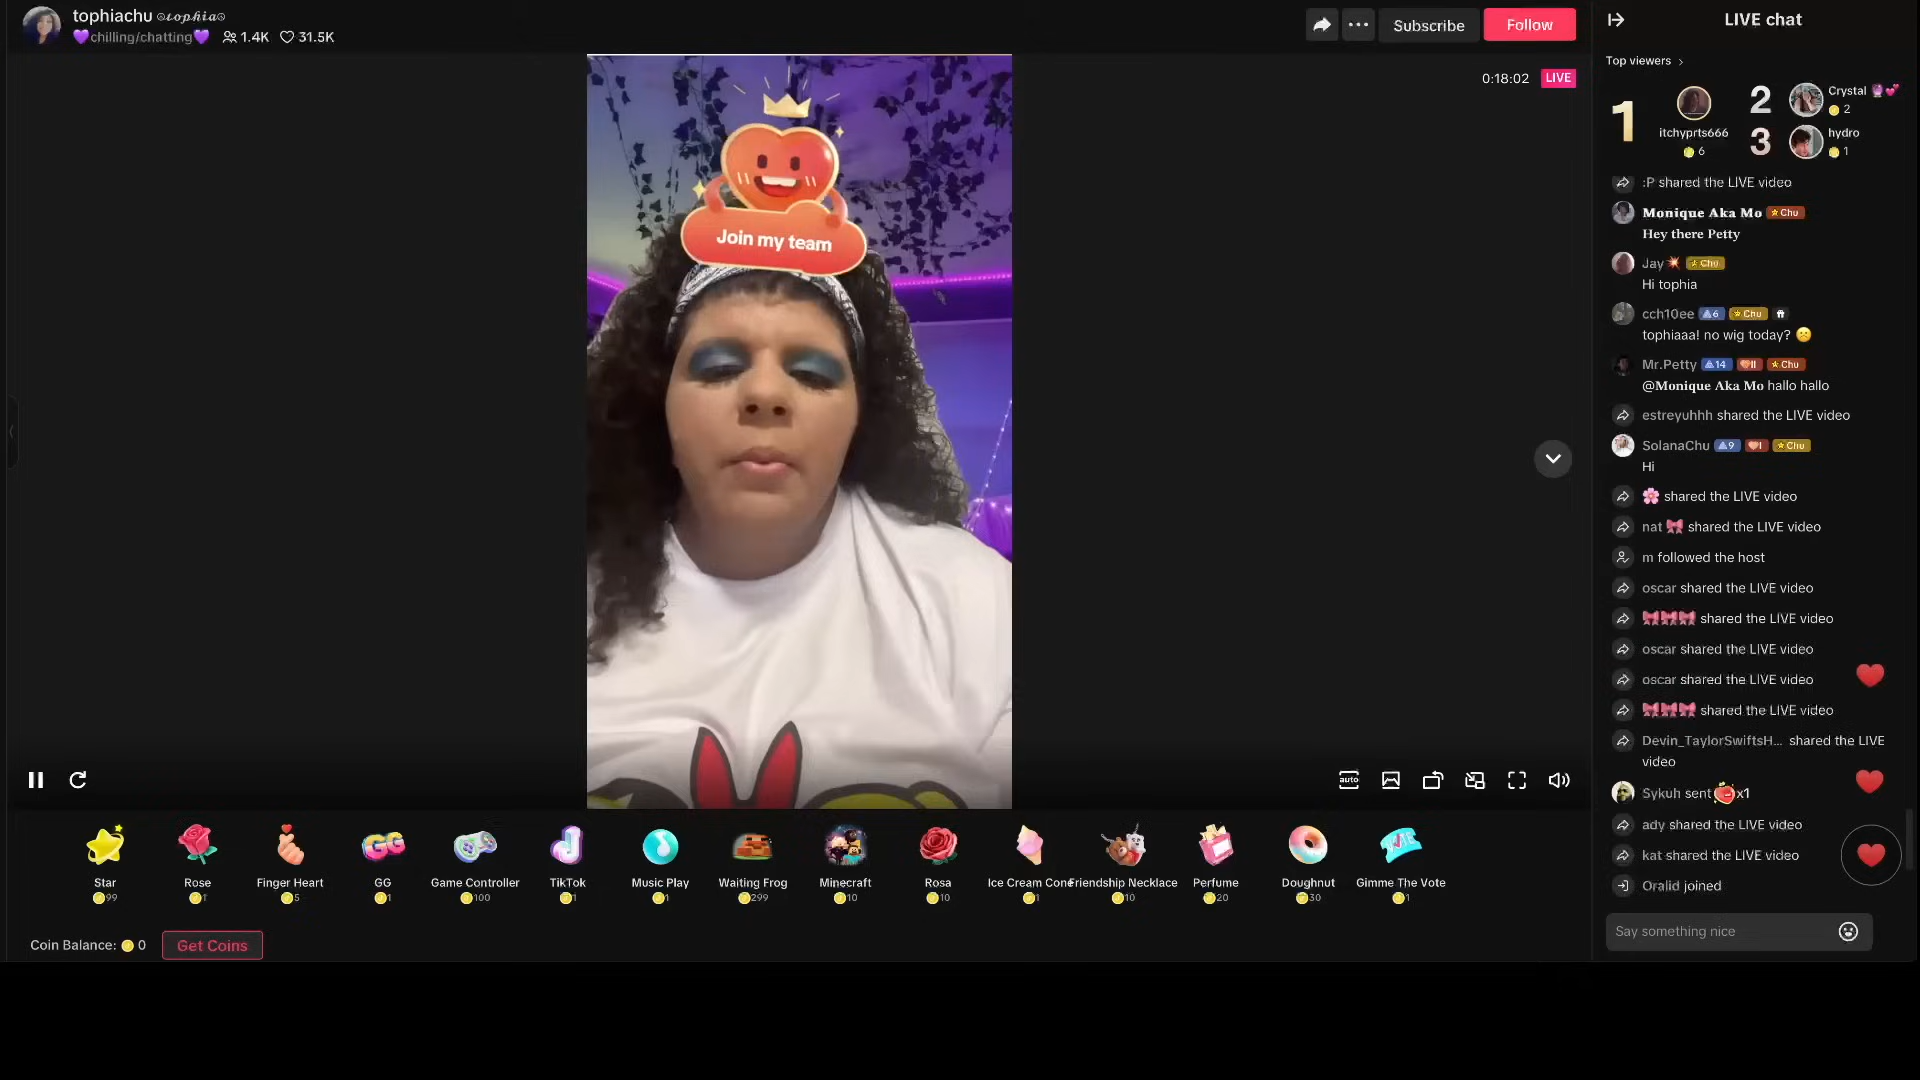 tophiachu ☮𝓽𝓸𝓹𝓱𝓲𝓪☮
💜chilling/chatting💜 1.4K 31.5K
Subscribe
Follow
0:18:02 LIVE
Join my team
LIVE chat
Top viewers
1
itchyprts666
6
2
Crystal 🔮💕
2
3
hydro
1
:P shared the LIVE video
Monique Aka Mo Chu
Hey there Petty
Jay💥 Chu
Hi tophia
cch10ee 6 Chu
tophiaaa! no wig today? ☹️
Mr.Petty 14 II Chu
@Monique Aka Mo hallo hallo
estreyuhhh shared the LIVE video
SolanaChu 9 I Chu
Hi
🌸 shared the LIVE video
nat 🎀 shared the LIVE video
m followed the host
oscar shared the LIVE video
🎀🎀🎀 shared the LIVE video
oscar shared the LIVE video
oscar shared the LIVE video
🎀🎀🎀 shared the LIVE video
Devin_TaylorSwiftsH... shared the LIVE
video
Sykuh sent x1
ady shared the LIVE video
kat shared the LIVE video
Oralid joined
Say something nice
auto
Star
99
Rose
1
Finger Heart
5
GG
GG
1
Game Controller
100
TikTok
1
Music Play
1
Waiting Frog
299
Minecraft
10
Rosa
10
Ice Cream Cone
1
Friendship Necklace
10
Perfume
20
Doughnut
30
Gimme The Vote
1
Coin Balance: 0
Get Coins